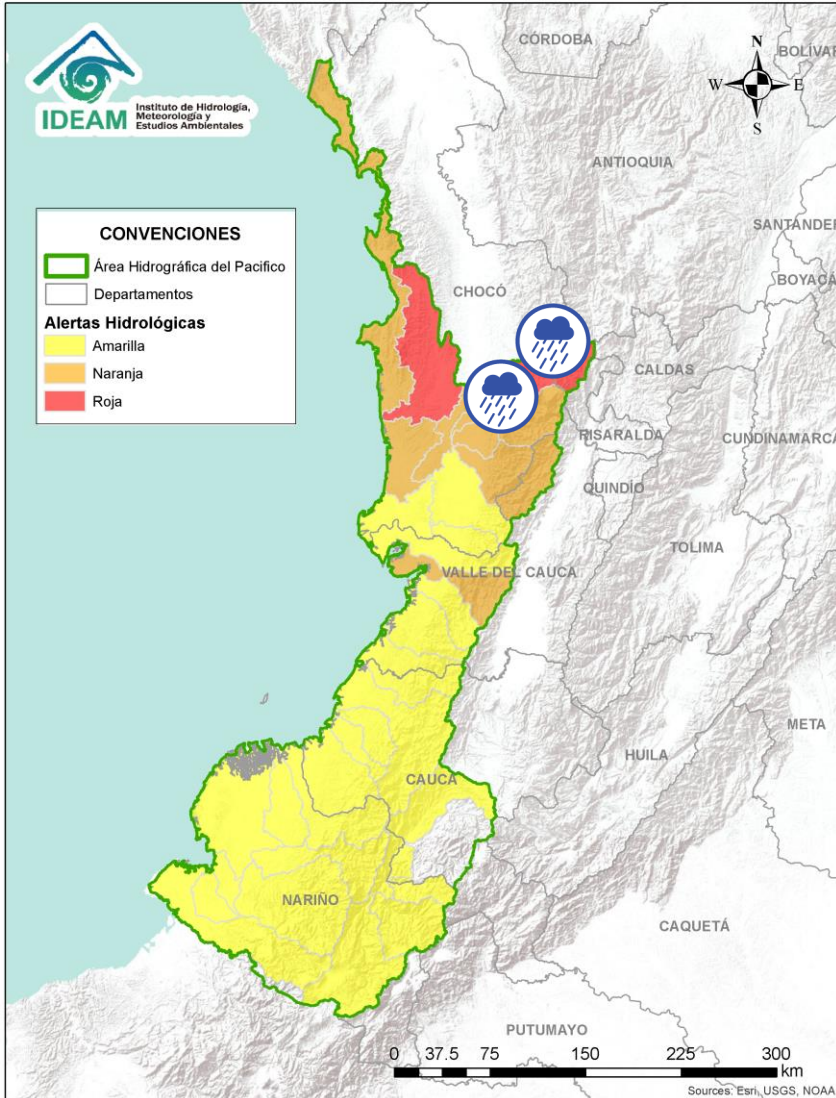 IDEAM
Instituto de Hidrología,
Meteorología y
Estudios Ambientales
CÓRDOBA
BOLÍVAR
N
W
E
S
ANTIOQUIA
SANTANDER
BOYACÁ
CONVENCIONES
Área Hidrográfica del Pacifico
Departamentos
Alertas Hidrológicas
Amarilla
Naranja
Roja
CHOCÓ
CALDAS
RISARALDA
CUNDINAMARCA
QUINDÍO
TOLIMA
VALLE DEL CAUCA
META
HUILA
CAUCA
NARIÑO
CAQUETÁ
PUTUMAYO
0 37.5 75 150 225 300
km
Sources: Esri, USGS, NOAA